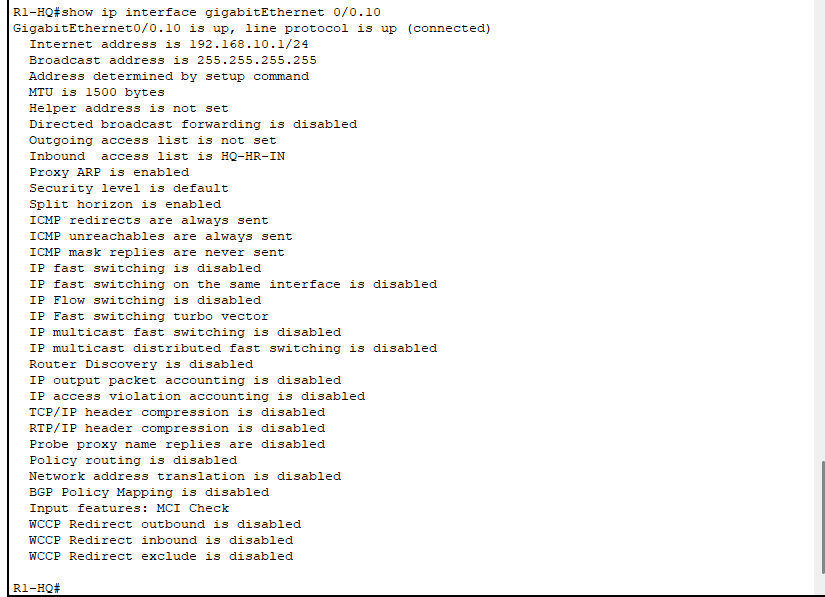 R1-HQ#show ip interface gigabitEthernet 0/0.10
GigabitEthernet0/0.10 is up, line protocol is up (connected)
  Internet address is 192.168.10.1/24
  Broadcast address is 255.255.255.255
  Address determined by setup command
  MTU is 1500 bytes
  Helper address is not set
  Directed broadcast forwarding is disabled
  Outgoing access list is not set
  Inbound  access list is HQ-HR-IN
  Proxy ARP is enabled
  Security level is default
  Split horizon is enabled
  ICMP redirects are always sent
  ICMP unreachables are always sent
  ICMP mask replies are never sent
  IP fast switching is disabled
  IP fast switching on the same interface is disabled
  IP Flow switching is disabled
  IP Fast switching turbo vector
  IP multicast fast switching is disabled
  IP multicast distributed fast switching is disabled
  Router Discovery is disabled
  IP output packet accounting is disabled
  IP access violation accounting is disabled
  TCP/IP header compression is disabled
  RTP/IP header compression is disabled
  Probe proxy name replies are disabled
  Policy routing is disabled
  Network address translation is disabled
  BGP Policy Mapping is disabled
  Input features: MCI Check
  WCCP Redirect outbound is disabled
  WCCP Redirect inbound is disabled
  WCCP Redirect exclude is disabled
R1-HQ#